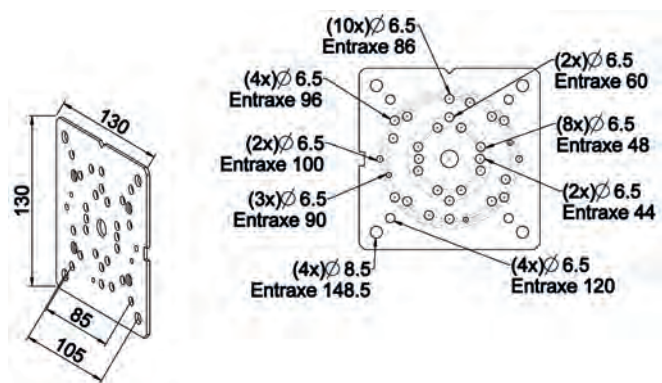 130
130
85
105
(10x)∅ 6.5
Entraxe 86
(2x)∅ 6.5
Entraxe 60
(4x)∅ 6.5
Entraxe 96
(8x)∅ 6.5
Entraxe 48
(2x)∅ 6.5
Entraxe 100
(2x)∅ 6.5
Entraxe 44
(3x)∅ 6.5
Entraxe 90
(4x)∅ 8.5
Entraxe 148.5
(4x)∅ 6.5
Entraxe 120